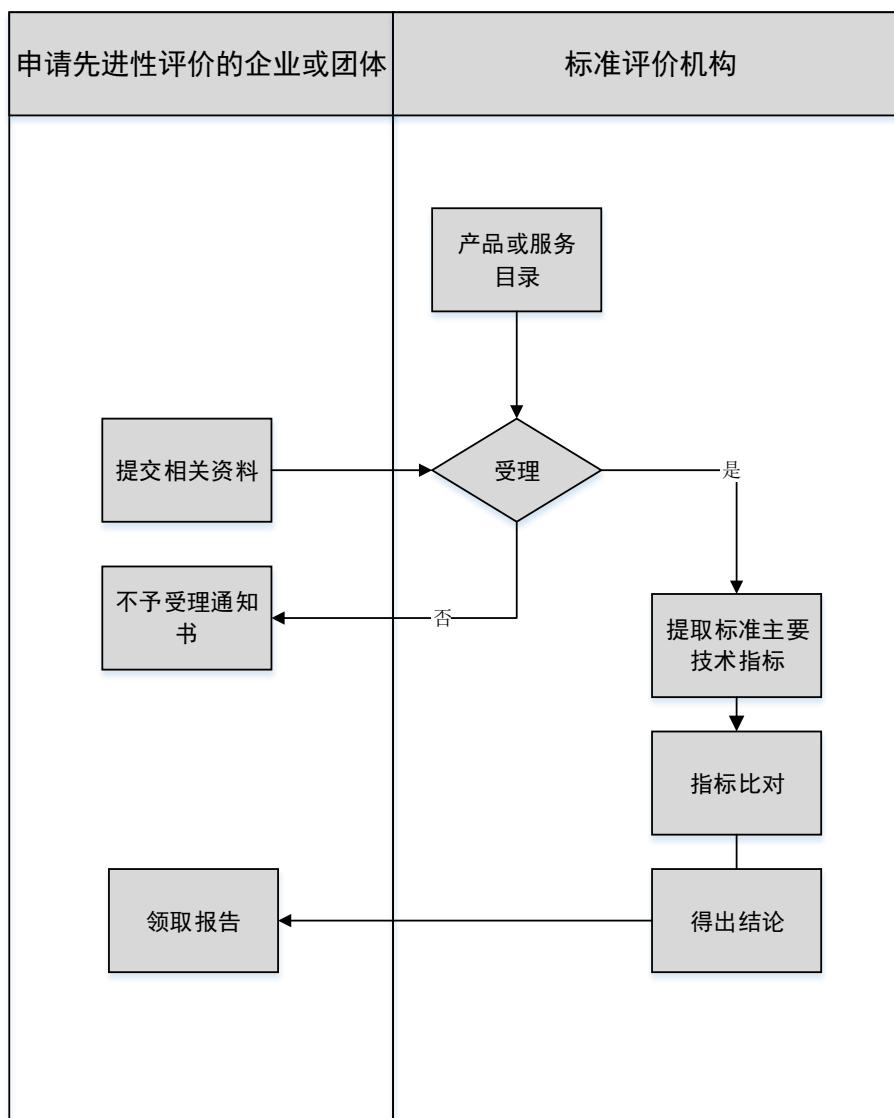 申请先进性评价的企业或团体
标准评价机构
产品或服务
目录
提交相关资料
受理
是
不予受理通知
书
否
提取标准主要
技术指标
指标比对
领取报告
得出结论